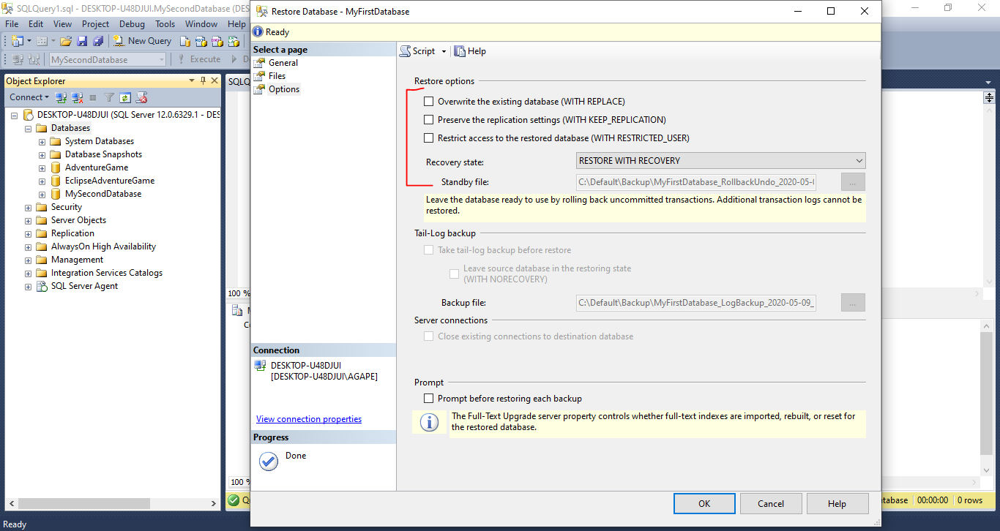 SQLQuery1.sql - DESKTOP-U48DJUI.MySecondDatabase (DES
File Edit View Project Debug Tools Window Help
New Query
MySecondDatabase
Execute
Object Explorer
Connect
DESKTOP-U48DJUI (SQL Server 12.0.6329.1 - DES
Databases
System Databases
Database Snapshots
AdventureGame
EclipseAdventureGame
MySecondDatabase
Security
Server Objects
Replication
AlwaysOn High Availability
Management
Integration Services Catalogs
SQL Server Agent
SQLQ
100 %
100 %
Restore Database - MyFirstDatabase
Ready
Select a page
General
Files
Options
Connection
DESKTOP-U48DJUI
[DESKTOP-U48DJUI\AGAPE]
View connection properties
Progress
Done
Script Help
Restore options
Overwrite the existing database (WITH REPLACE)
Preserve the replication settings (WITH KEEP_REPLICATION)
Restrict access to the restored database (WITH RESTRICTED_USER)
Recovery state: RESTORE WITH RECOVERY
Standby file: C:\Default\Backup\MyFirstDatabase_RollbackUndo_2020-05-0
...
Leave the database ready to use by rolling back uncommitted transactions. Additional transaction logs cannot be
restored.
Tail-Log backup
Take tail-log backup before restore
Leave source database in the restoring state
(WITH NORECOVERY)
Backup file: C:\Default\Backup\MyFirstDatabase_LogBackup_2020-05-09_
...
Server connections
Close existing connections to destination database
Prompt
Prompt before restoring each backup
The Full-Text Upgrade server property controls whether full-text indexes are imported, rebuilt, or reset for
the restored database.
OK Cancel Help
tabase 00:00:00 0 rows
Ready